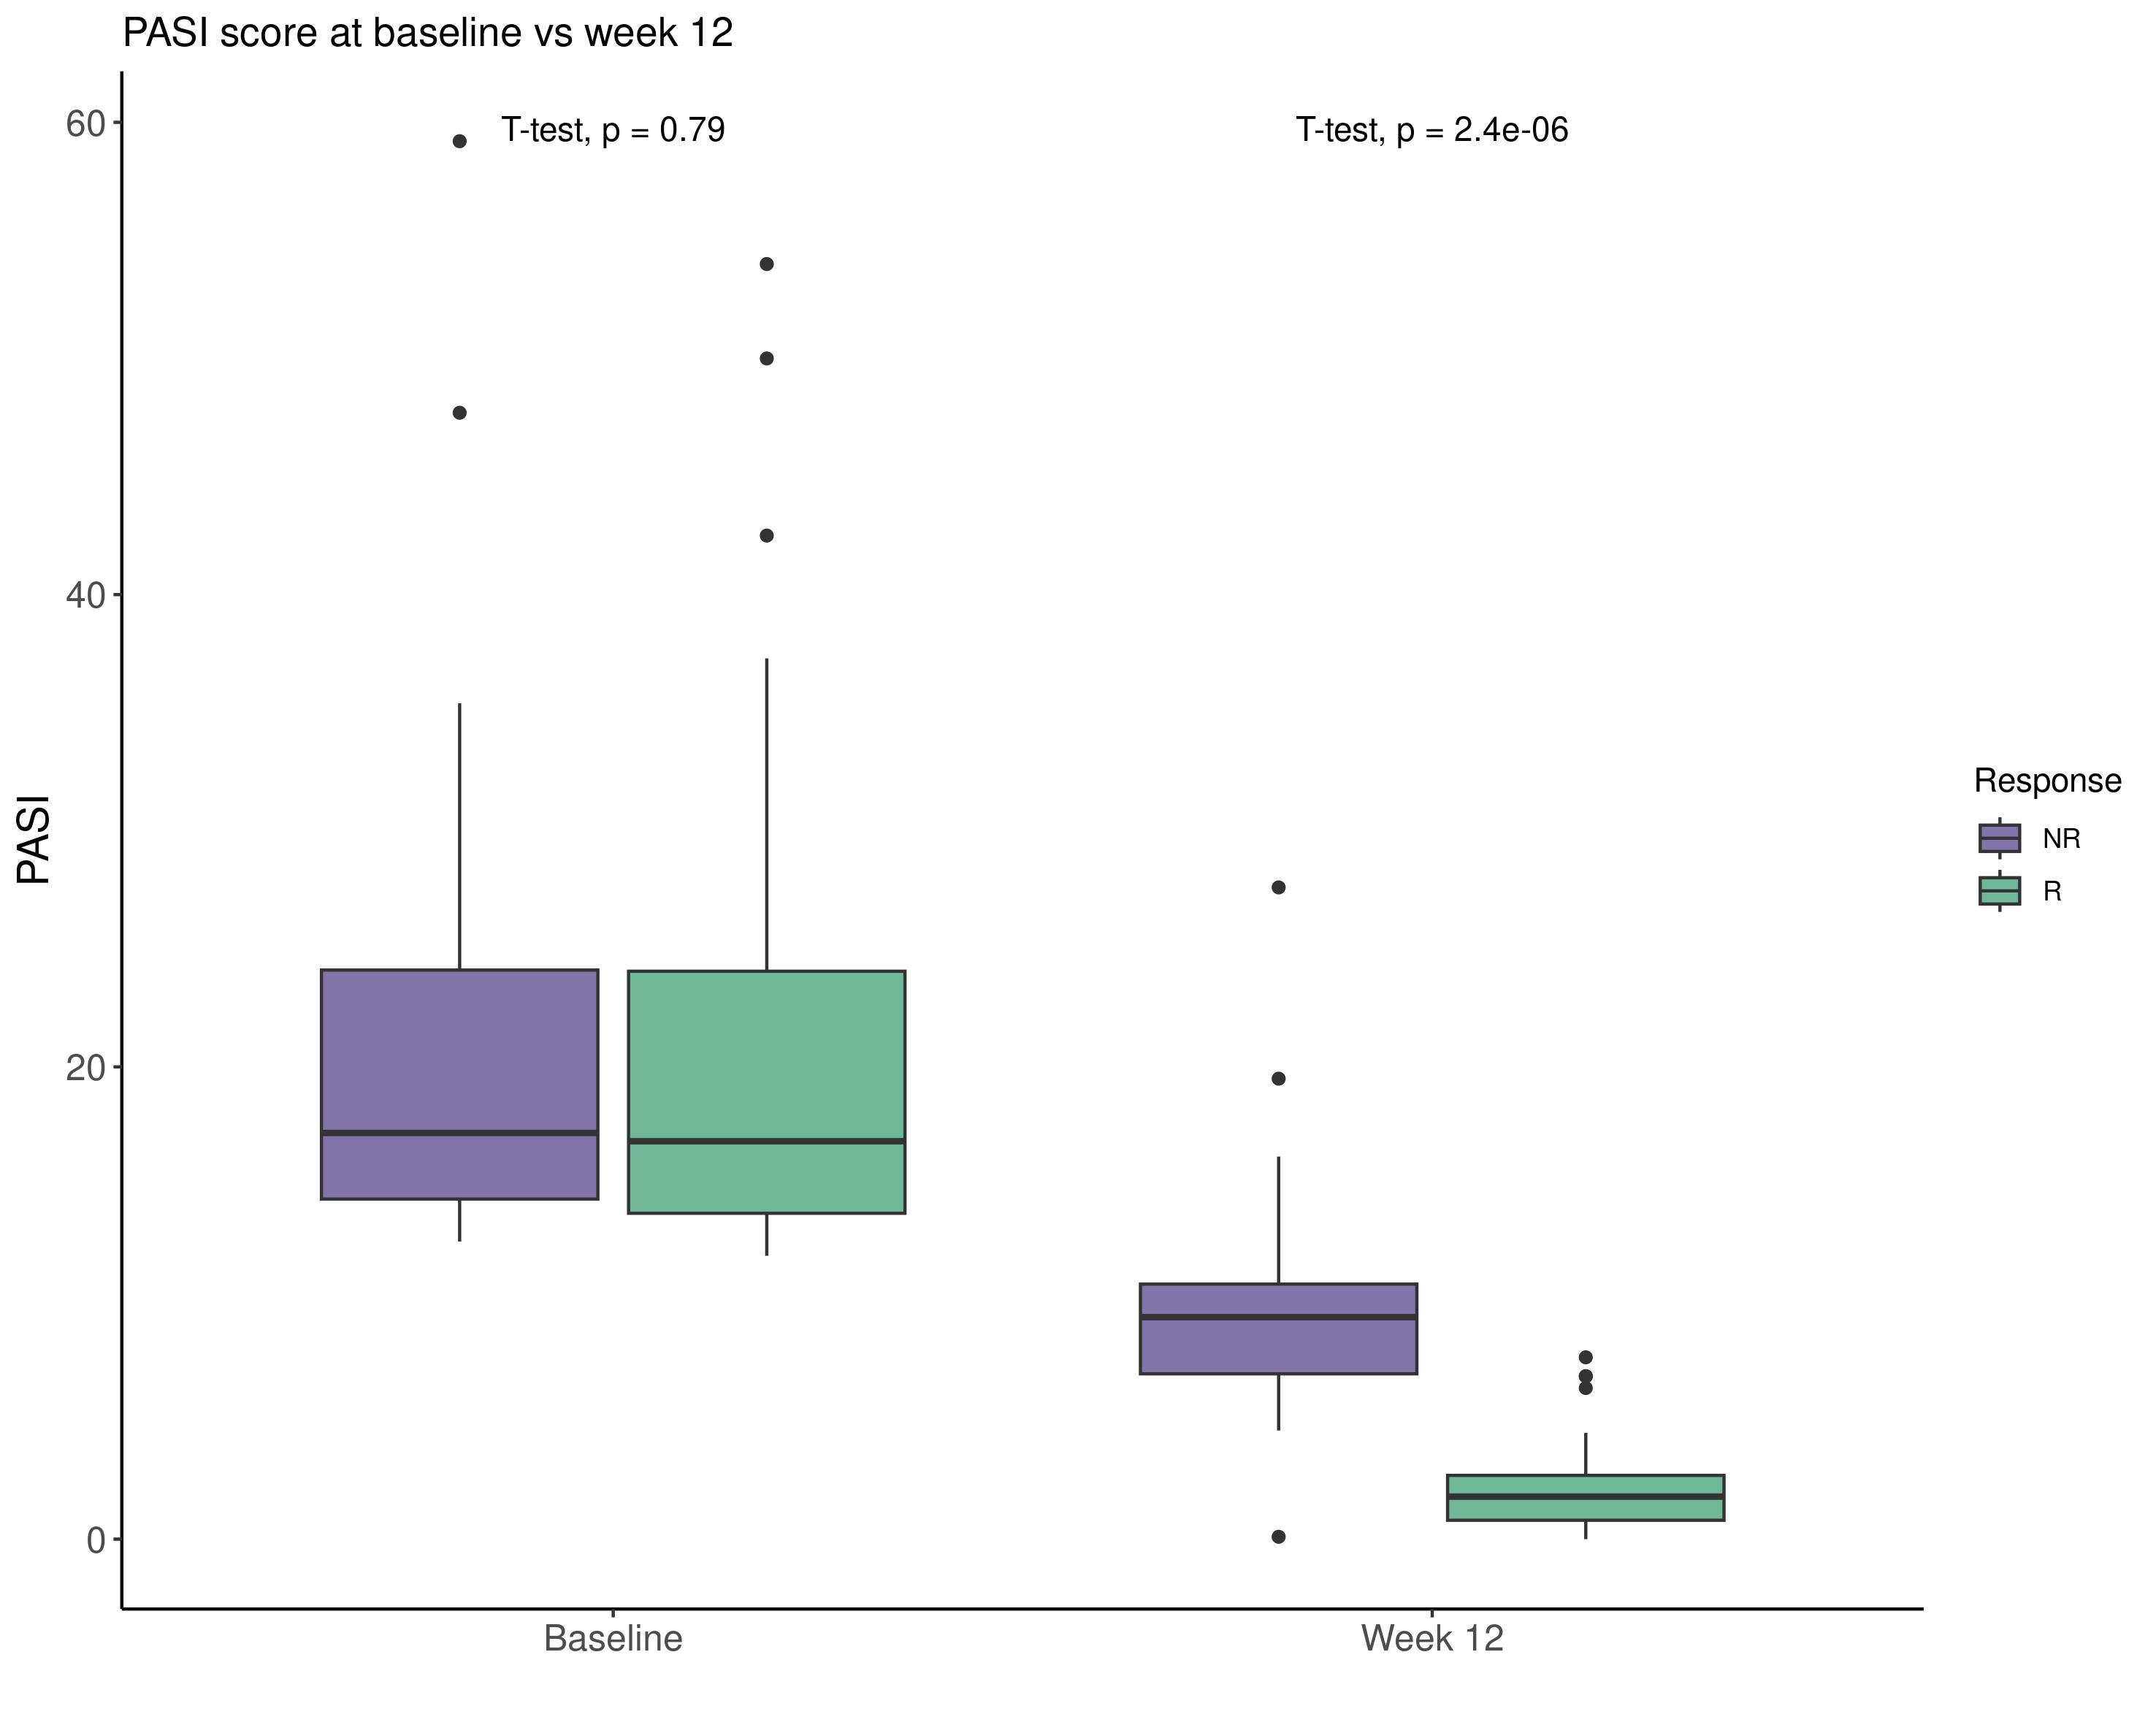 PASI score at baseline vs week 12
T-test, p = 0.79
T-test, p = 2.4e-06
60
40
20
0
PASI
Baseline
Week 12
Response
NR
R